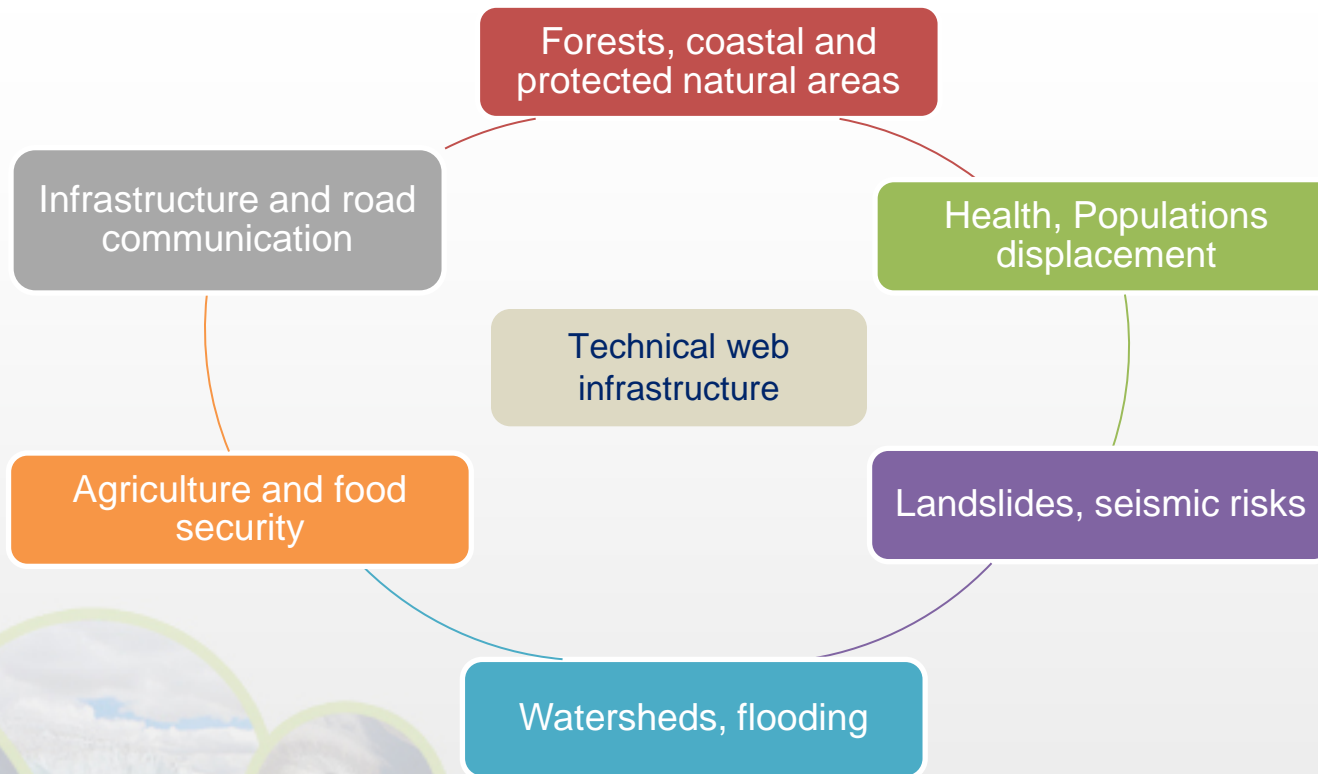 Forests, coastal and
protected natural areas
Infrastructure and road
communication
Health, Populations
displacement
Technical web
infrastructure
Agriculture and food
security
Landslides, seismic risks
Watersheds, flooding